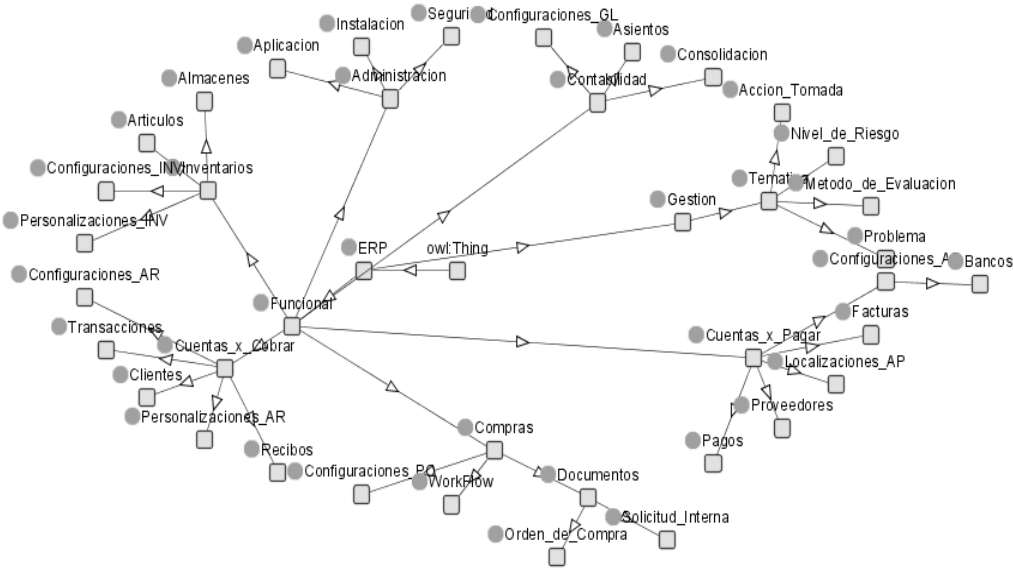 Instalacion
Seguridad
Configuraciones_GL
Asientos
Aplicacion
Administracion
Contabilidad
Consolidacion
Almacenes
Accion_Tomada
Articulos
Nivel_de_Riesgo
Configuraciones_INV
Inventarios
Tematica
Metodo_de_Evaluacion
Gestion
Personalizaciones_INV
ERP
owl:Thing
Problema
Configuraciones_A
Bancos
Configuraciones_AR
Funcional
Facturas
Transacciones
Cuentas_x_Cobrar
Cuentas_x_Pagar
Clientes
Localizaciones_AP
Personalizaciones_AR
Proveedores
Compras
Pagos
Recibos
Configuraciones_PO
WorkFlow
Documentos
Solicitud_Interna
Orden_de_Compra